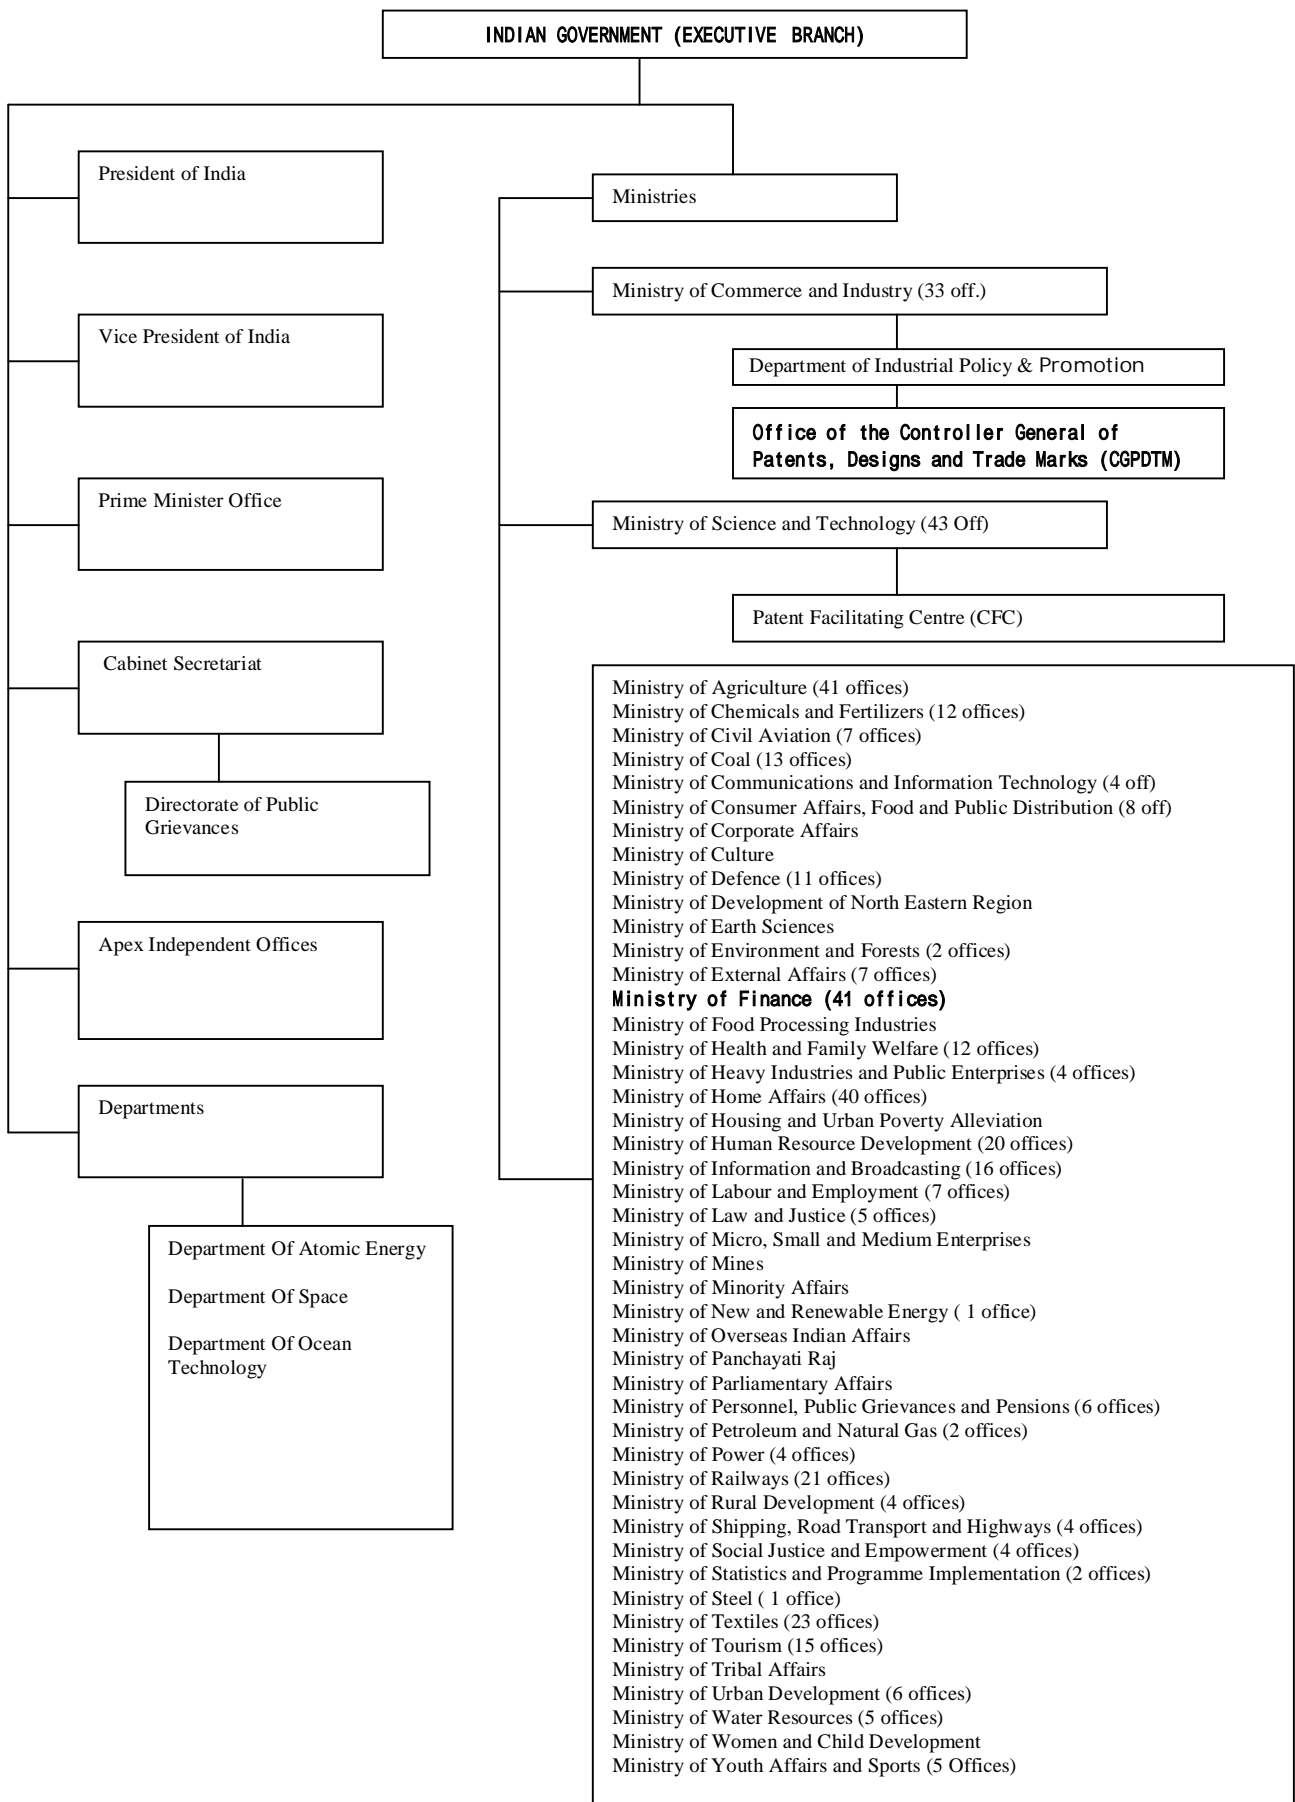 INDIAN GOVERNMENT (EXECUTIVE BRANCH)
President of India
Vice President of India
Prime Minister Office
Cabinet Secretariat
Directorate of Public
Grievances
Apex Independent Offices
Departments
Department Of Atomic Energy
Department Of Space
Department Of Ocean
Technology
Ministries
Ministry of Commerce and Industry (33 off.)
Department of Industrial Policy & Promotion
Office of the Controller General of
Patents, Designs and Trade Marks (CGPDTM)
Ministry of Science and Technology (43 Off)
Patent Facilitating Centre (CFC)
Ministry of Agriculture (41 offices)
Ministry of Chemicals and Fertilizers (12 offices)
Ministry of Civil Aviation (7 offices)
Ministry of Coal (13 offices)
Ministry of Communications and Information Technology (4 off)
Ministry of Consumer Affairs, Food and Public Distribution (8 off)
Ministry of Corporate Affairs
Ministry of Culture
Ministry of Defence (11 offices)
Ministry of Development of North Eastern Region
Ministry of Earth Sciences
Ministry of Environment and Forests (2 offices)
Ministry of External Affairs (7 offices)
Ministry of Finance (41 offices)
Ministry of Food Processing Industries
Ministry of Health and Family Welfare (12 offices)
Ministry of Heavy Industries and Public Enterprises (4 offices)
Ministry of Home Affairs (40 offices)
Ministry of Housing and Urban Poverty Alleviation
Ministry of Human Resource Development (20 offices)
Ministry of Information and Broadcasting (16 offices)
Ministry of Labour and Employment (7 offices)
Ministry of Law and Justice (5 offices)
Ministry of Micro, Small and Medium Enterprises
Ministry of Mines
Ministry of Minority Affairs
Ministry of New and Renewable Energy ( 1 office)
Ministry of Overseas Indian Affairs
Ministry of Panchayati Raj
Ministry of Parliamentary Affairs
Ministry of Personnel, Public Grievances and Pensions (6 offices)
Ministry of Petroleum and Natural Gas (2 offices)
Ministry of Power (4 offices)
Ministry of Railways (21 offices)
Ministry of Rural Development (4 offices)
Ministry of Shipping, Road Transport and Highways (4 offices)
Ministry of Social Justice and Empowerment (4 offices)
Ministry of Statistics and Programme Implementation (2 offices)
Ministry of Steel ( 1 office)
Ministry of Textiles (23 offices)
Ministry of Tourism (15 offices)
Ministry of Tribal Affairs
Ministry of Urban Development (6 offices)
Ministry of Water Resources (5 offices)
Ministry of Women and Child Development
Ministry of Youth Affairs and Sports (5 Offices)